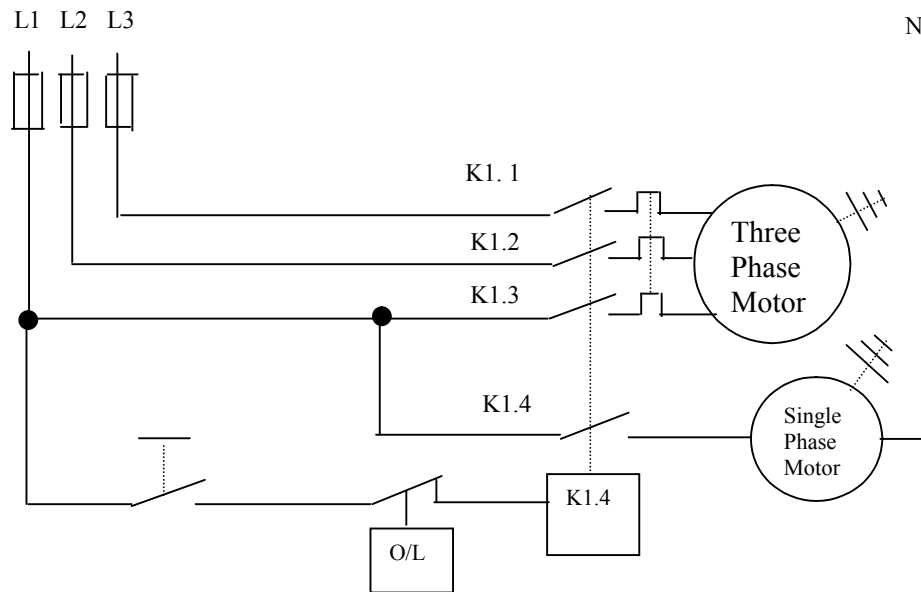 L1 L2 L3 N
K1. 1
K1.2
K1.3
Three
Phase
Motor
K1.4
Single
Phase
Motor
K1.4
O/L